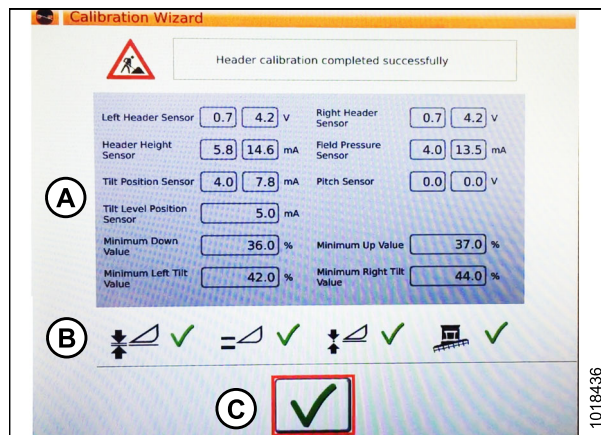 Calibration Wizard
Header calibration completed successfully
Left Header Sensor 0.7 4.2 V Right Header Sensor 0.7 4.2 V
Header Height Sensor 5.8 14.6 mA Field Pressure Sensor 4.0 13.5 mA
Tilt Position Sensor 4.0 7.8 mA Pitch Sensor 0.0 0.0 V
Tilt Level Position Sensor 5.0 mA
Minimum Down Value 36.0 % Minimum Up Value 37.0 %
Minimum Left Tilt Value 42.0 % Minimum Right Tilt Value 44.0 %
A
B
C
1018436